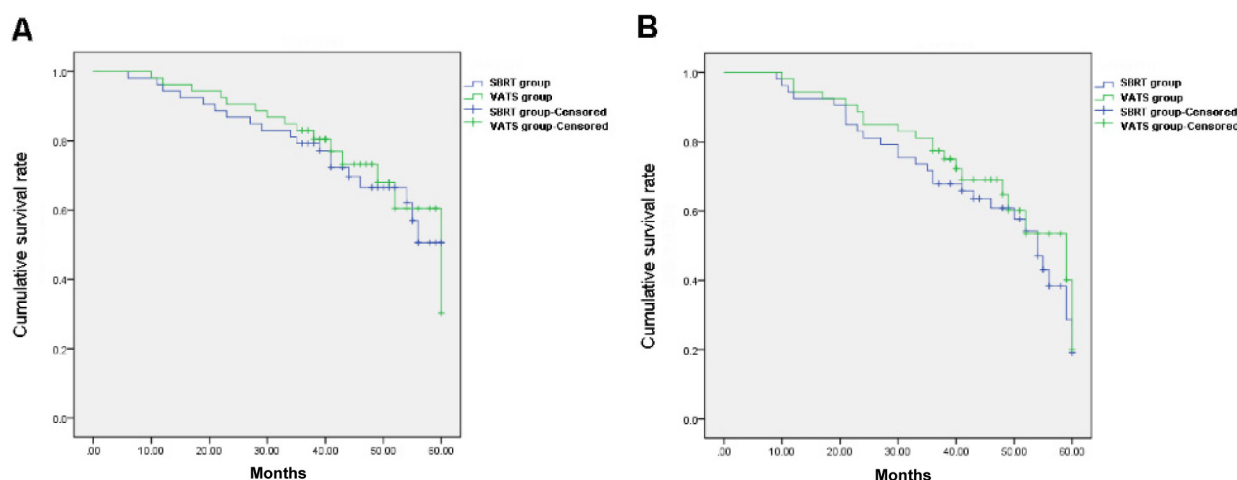 A
Cumulative survival rate
1.0
0.8
0.6
0.4
0.2
0.0
.00 10.00 20.00 30.00 40.00 50.00 60.00
Months
SBRT group
VATS group
SBRT group-Censored
VATS group-Censored
B
Cumulative survival rate
1.0
0.8
0.6
0.4
0.2
0.0
.00 10.00 20.00 30.00 40.00 50.00 60.00
Months
SBRT group
VATS group
SBRT group-Censored
VATS group-Censored